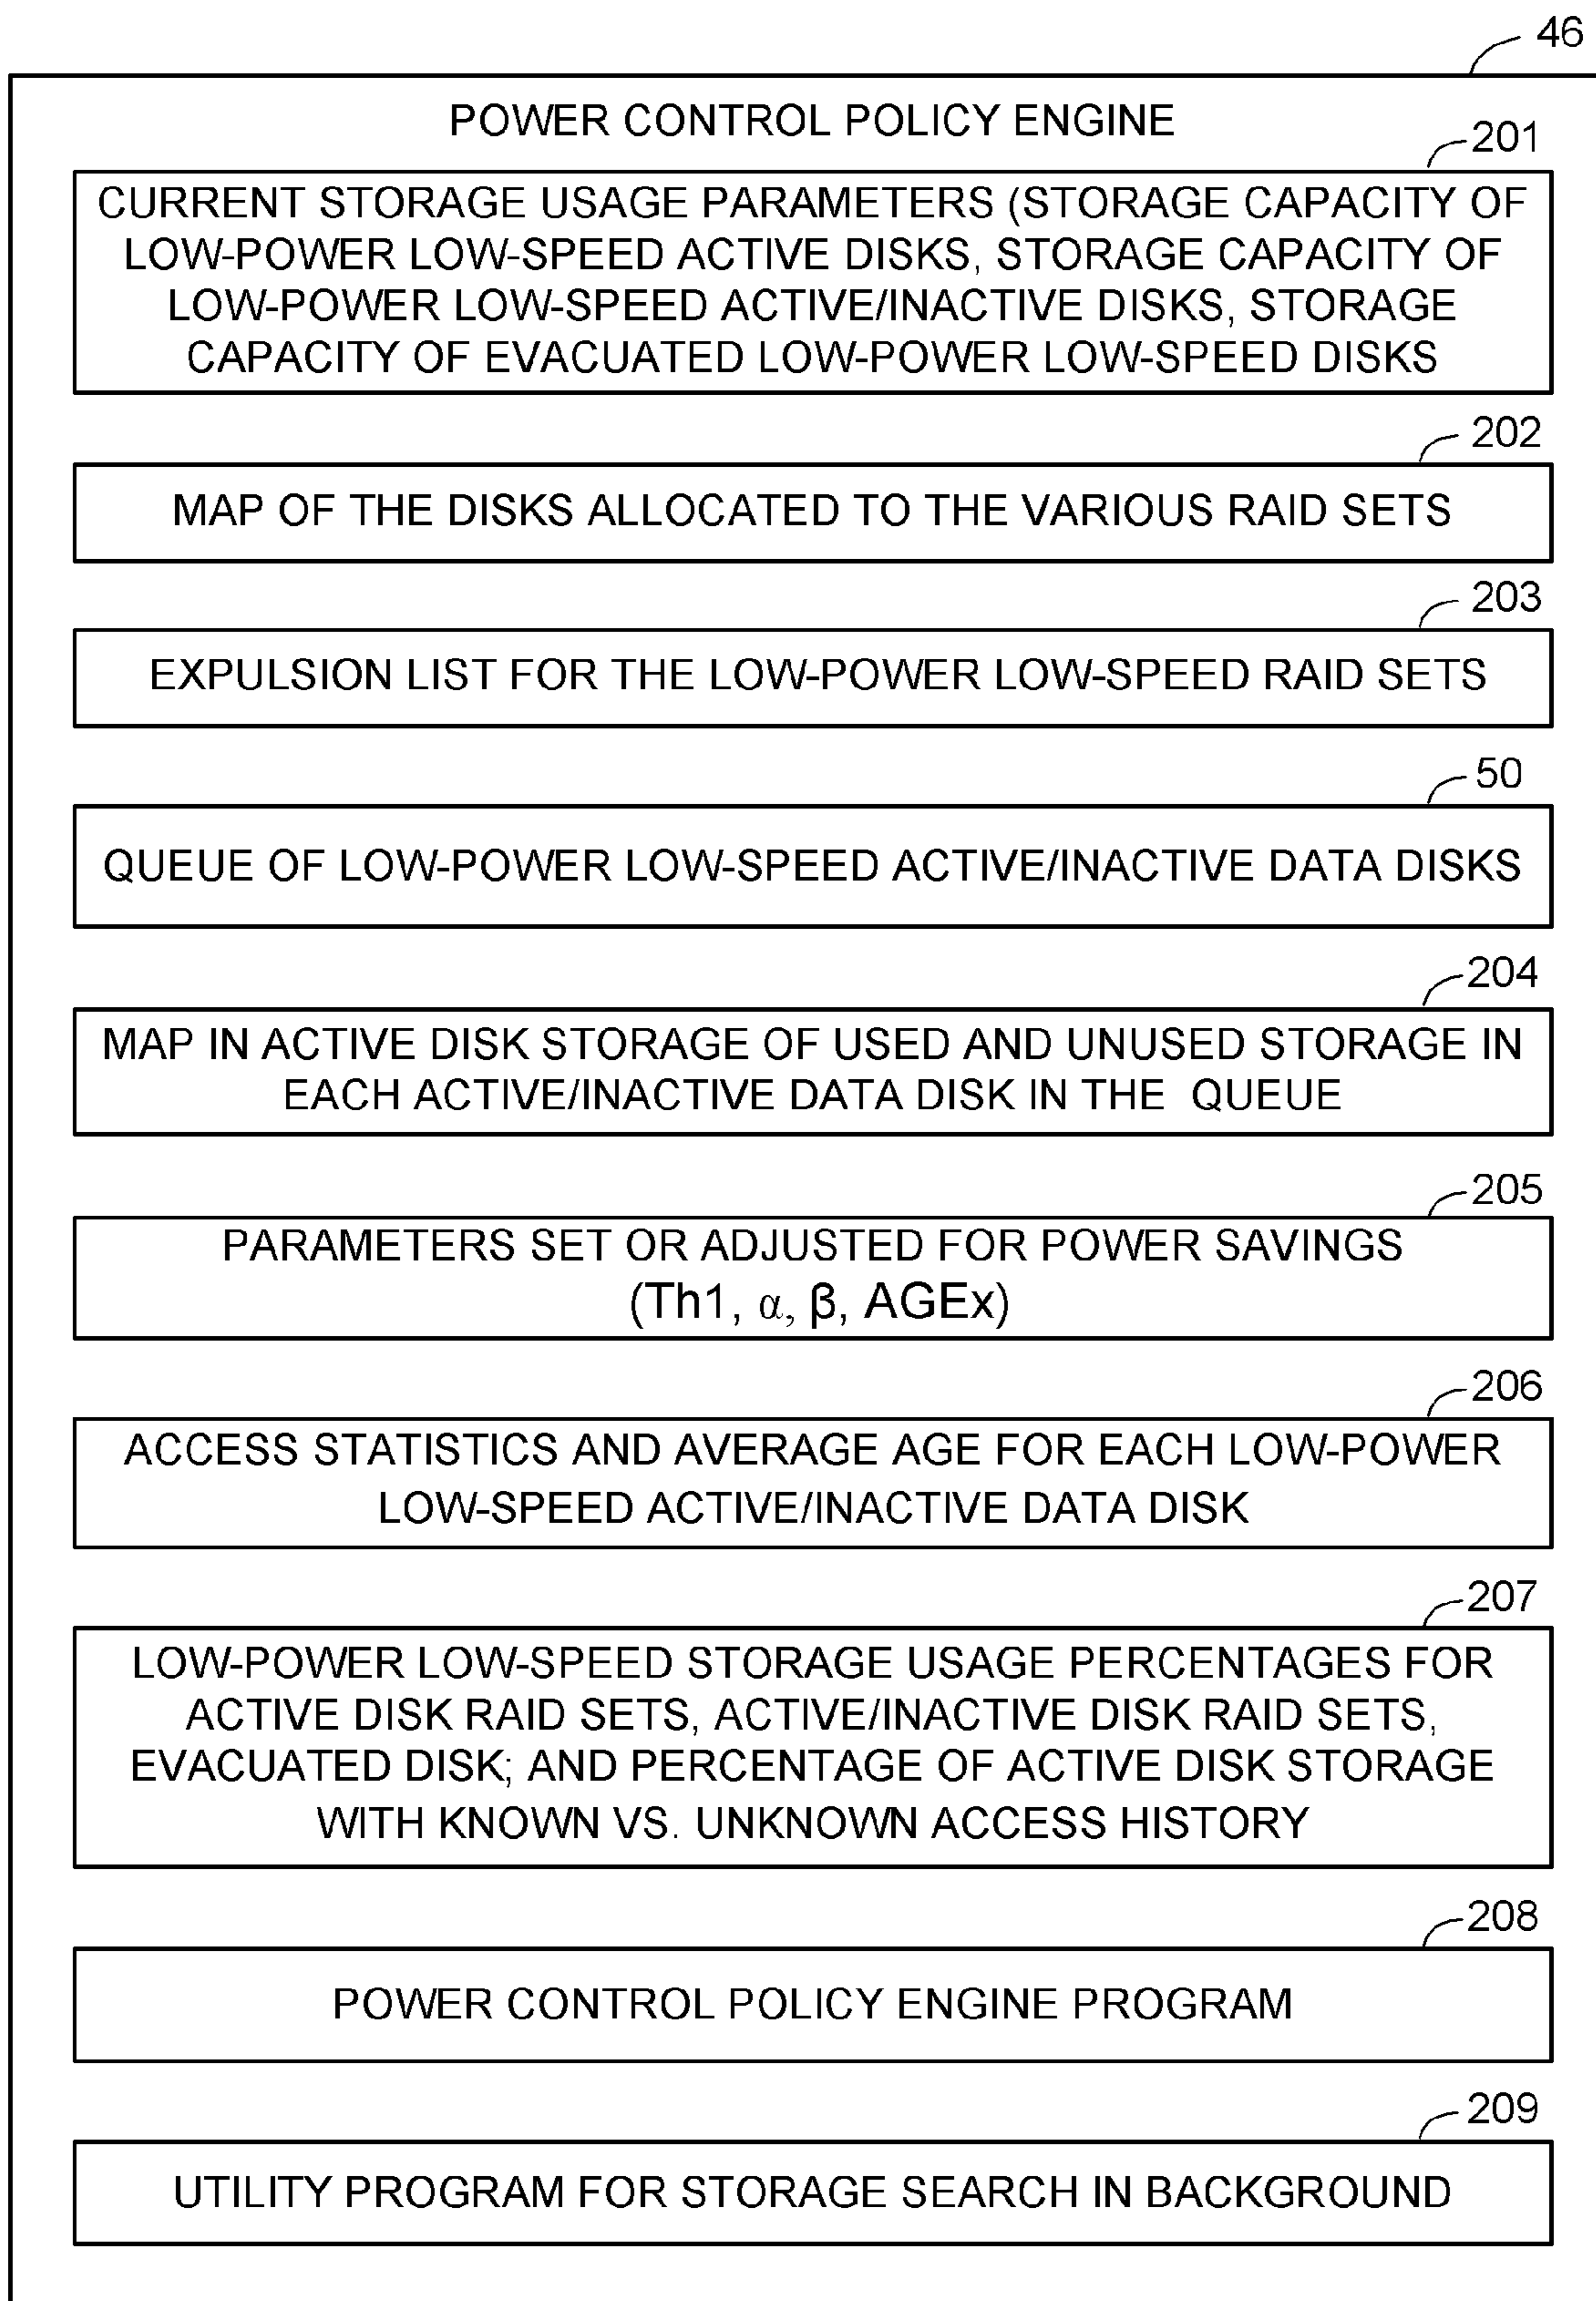 46
POWER CONTROL POLICY ENGINE
201
CURRENT STORAGE USAGE PARAMETERS (STORAGE CAPACITY OF
LOW-POWER LOW-SPEED ACTIVE DISKS, STORAGE CAPACITY OF
LOW-POWER LOW-SPEED ACTIVE/INACTIVE DISKS, STORAGE
CAPACITY OF EVACUATED LOW-POWER LOW-SPEED DISKS
202
MAP OF THE DISKS ALLOCATED TO THE VARIOUS RAID SETS
203
EXPULSION LIST FOR THE LOW-POWER LOW-SPEED RAID SETS
50
QUEUE OF LOW-POWER LOW-SPEED ACTIVE/INACTIVE DATA DISKS
204
MAP IN ACTIVE DISK STORAGE OF USED AND UNUSED STORAGE IN
EACH ACTIVE/INACTIVE DATA DISK IN THE QUEUE
205
PARAMETERS SET OR ADJUSTED FOR POWER SAVINGS
(Th1, α, β, AGEx)
206
ACCESS STATISTICS AND AVERAGE AGE FOR EACH LOW-POWER
LOW-SPEED ACTIVE/INACTIVE DATA DISK
207
LOW-POWER LOW-SPEED STORAGE USAGE PERCENTAGES FOR
ACTIVE DISK RAID SETS, ACTIVE/INACTIVE DISK RAID SETS,
EVACUATED DISK; AND PERCENTAGE OF ACTIVE DISK STORAGE
WITH KNOWN VS. UNKNOWN ACCESS HISTORY
208
POWER CONTROL POLICY ENGINE PROGRAM
209
UTILITY PROGRAM FOR STORAGE SEARCH IN BACKGROUND